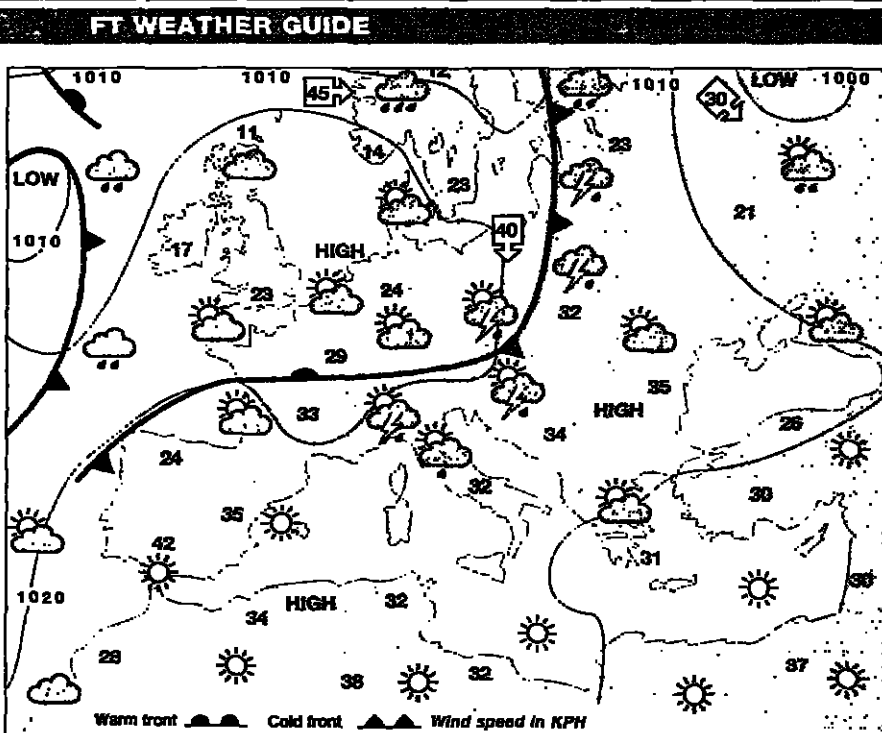 FT WEATHER GUIDE
1010 1010 12 1010 LOW 1000
45 30
11 14 23
LOW 23
1010 17 HIGH 40 21
23 24 32
29 35
33 34 HIGH 26
24 32
35 30
42 31
1020 34 HIGH 32
28 38 32 37
Warm front Cold front Wind speed in KPH